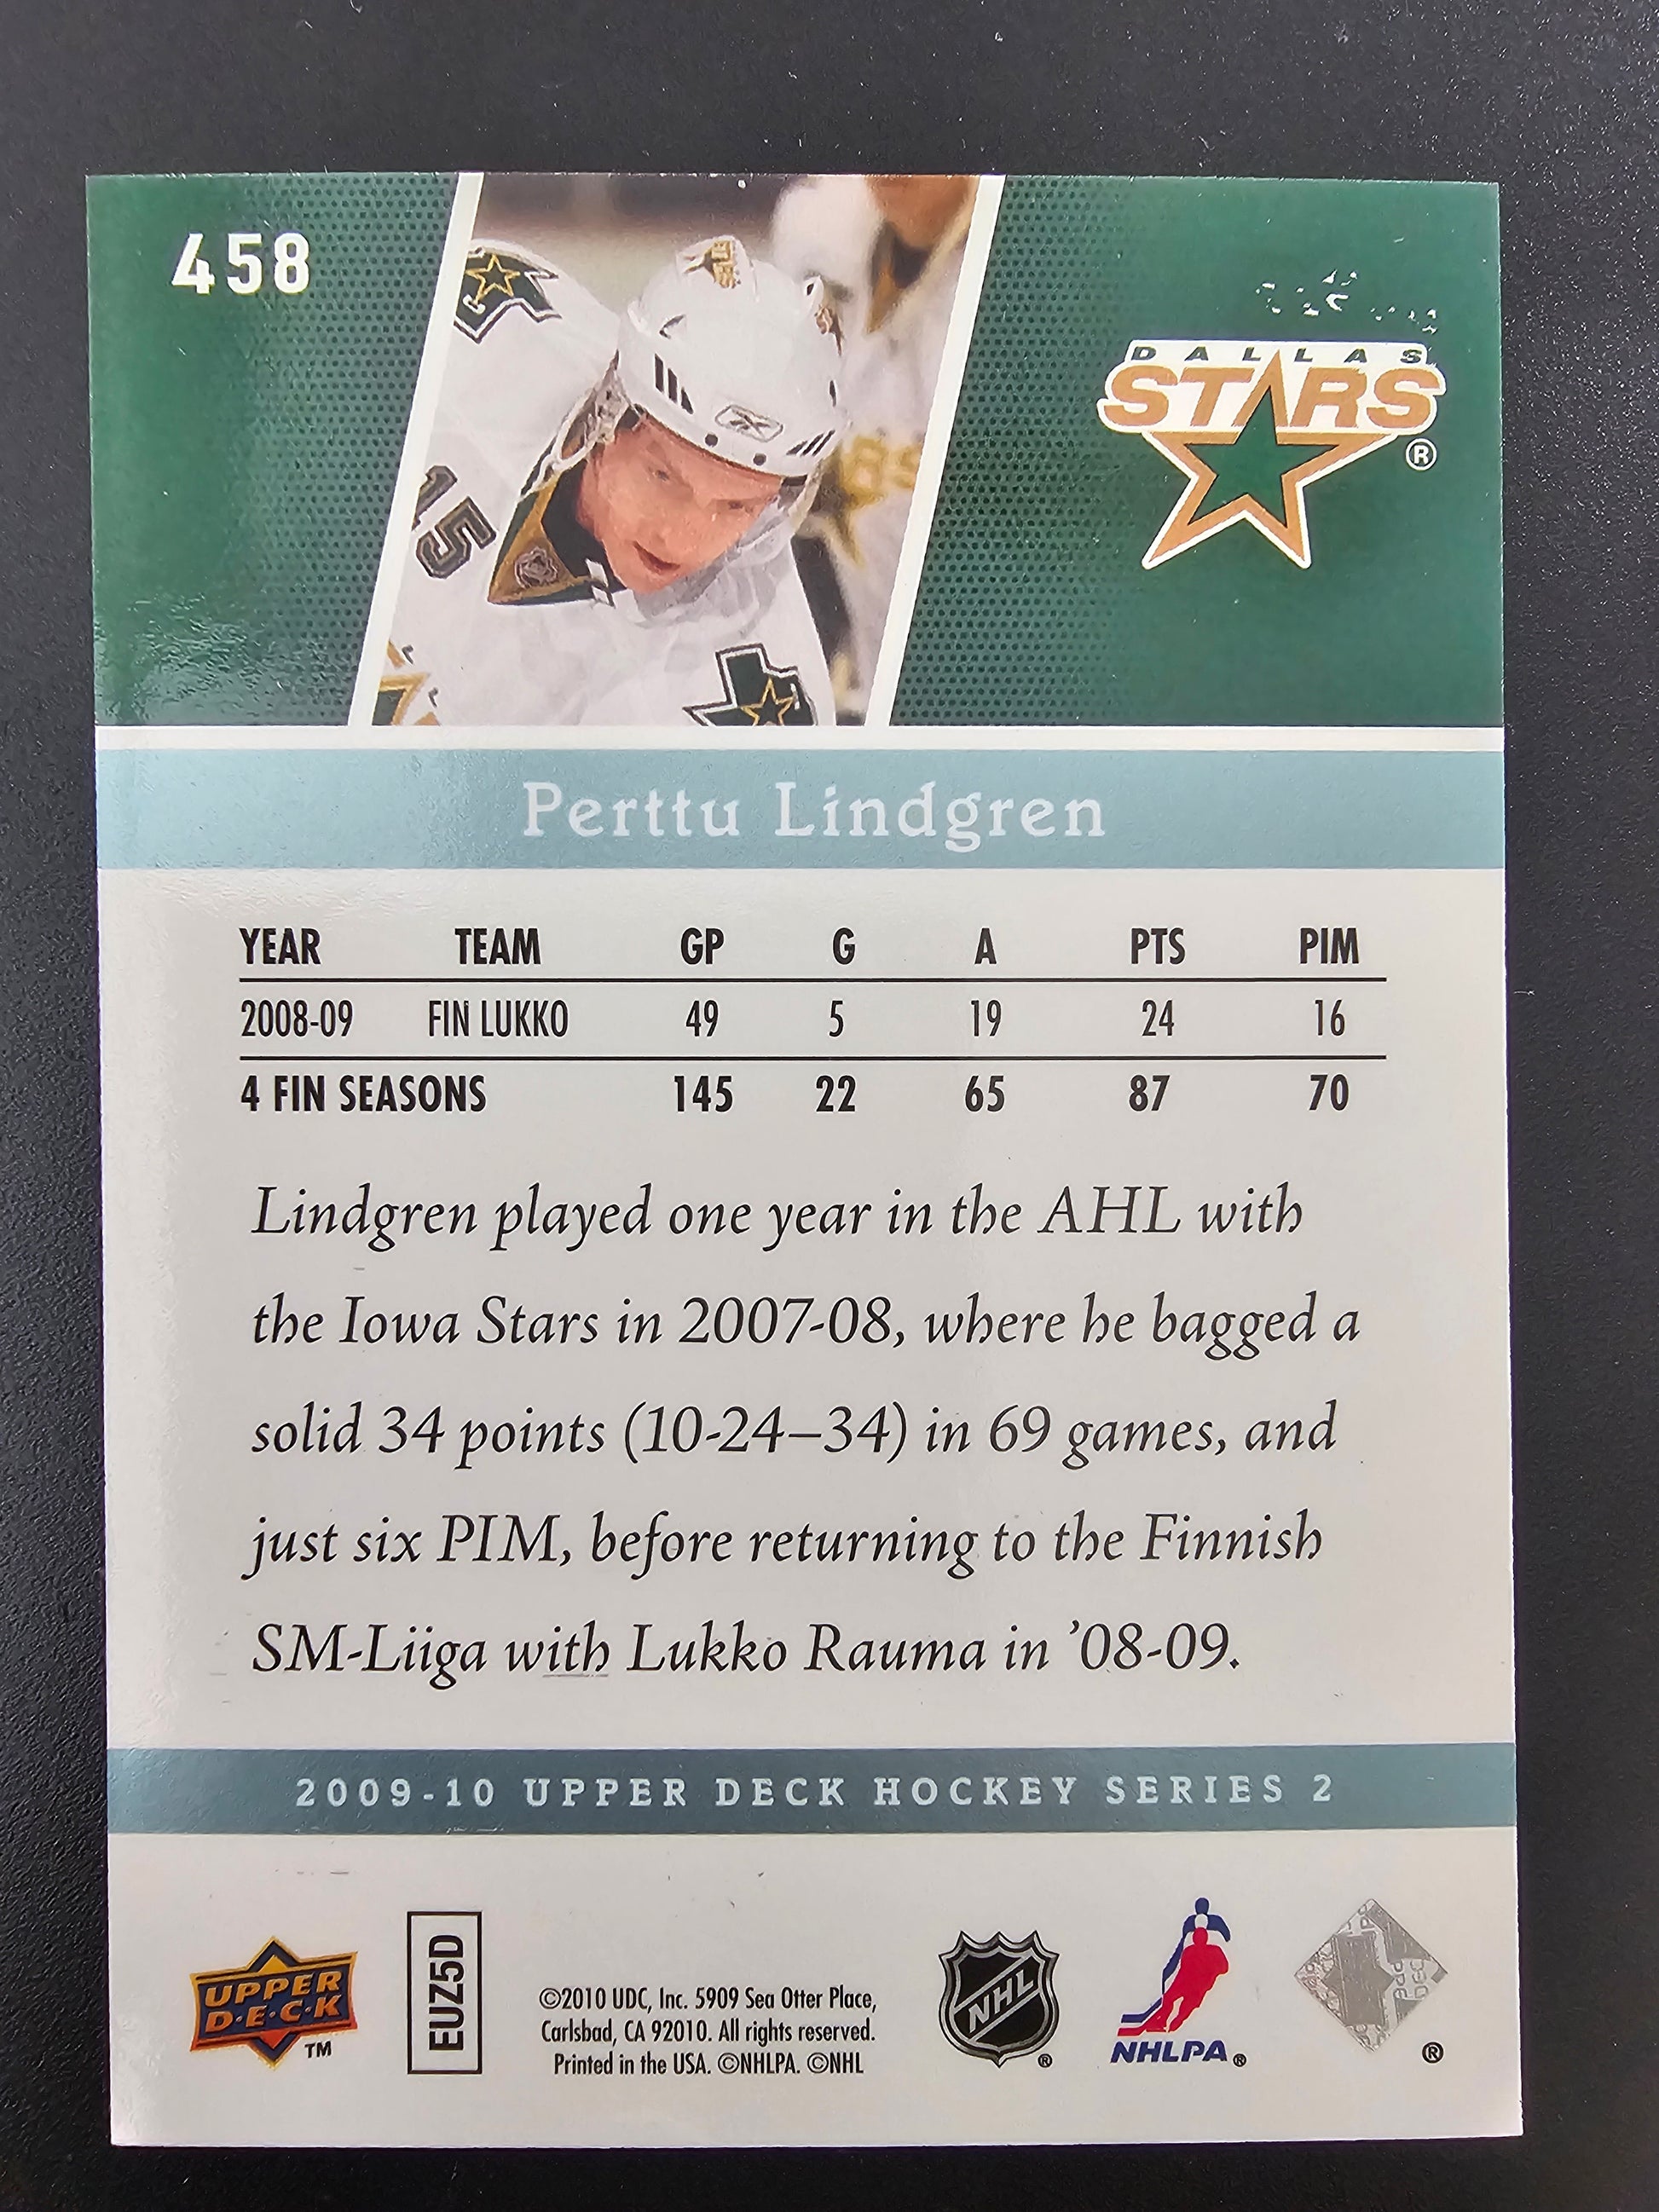 458
DALLAS
STARS
®
15
Perttu Lindgren
YEAR TEAM GP G A PTS PIM
2008-09 FIN LUKKO 49 5 19 24 16
4 FIN SEASONS 145 22 65 87 70
Lindgren played one year in the AHL with
the Iowa Stars in 2007-08, where he bagged a
solid 34 points (10-24–34) in 69 games, and
just six PIM, before returning to the Finnish
SM-Liiga with Lukko Rauma in ’08-09.
2009-10 UPPER DECK HOCKEY SERIES 2
UPPER
D·E·C·K
TM
EUZ5D
©2010 UDC, Inc. 5909 Sea Otter Place,
Carlsbad, CA 92010. All rights reserved.
Printed in the USA. ©NHLPA. ©NHL
NHL
®
NHLPA®
®